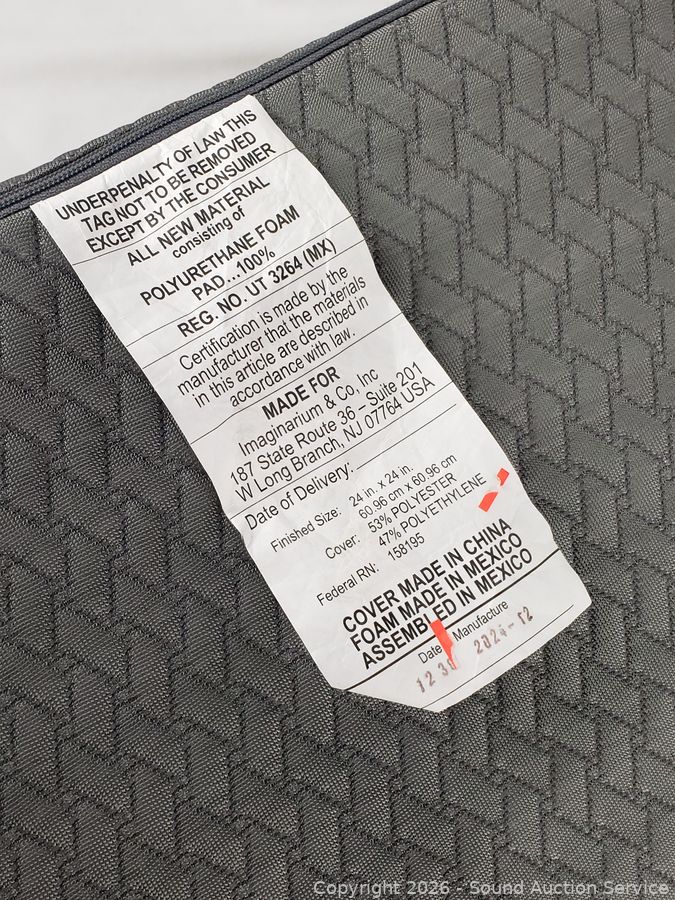 UNDERPENALTY OF LAW THIS
TAG NOT TO BE REMOVED
EXCEPT BY THE CONSUMER
ALL NEW MATERIAL
consisting of
POLYURETHANE FOAM
PAD...100%
REG. NO. UT 3264 (MX)
Certification is made by the
manufacturer that the materials
in this article are described in
accordance with law.
MADE FOR
Imaginarium & Co, Inc
187 State Route 36 – Suite 201
W Long Branch, NJ 07764 USA
Date of Delivery:
Finished Size: 24 in. x 24 in.
60.96 cm x 60.96 cm
Cover: 53% POLYESTER
47% POLYETHYLENE
Federal RN: 158195
COVER MADE IN CHINA
FOAM MADE IN MEXICO
ASSEMBLED IN MEXICO
Date Manufacture
2024-12
Copyright 2026 - Sound Auction Service